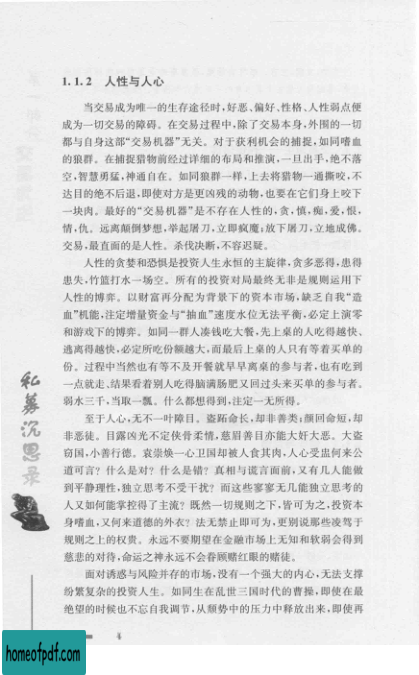 1.1.2 人性与人心
当交易成为唯一的生存途径时,好恶、偏好、性格、人性弱点便
成为一切交易的障碍。在交易过程中,除了交易本身,外围的一切
都与自身这部“交易机器”无关。对于获利机会的捕捉,如同嗜血
的狼群。在捕捉猎物前经过详细的布局和推演,一旦出手,绝不落
空,智慧勇猛,神通自在。如同狼群一样,上去将猎物一通撕咬,不
达目的绝不后退,即使对方是更凶残的动物,也要在它们身上咬下
一块肉。最好的“交易机器”是不存在人性的,贪,慎,痴,爱,恨,
情,仇。远离颠倒梦想,举起屠刀,立即疯魔;放下屠刀,立地成佛。
交易,最直面的是人性。杀伐决断,不容迟疑。
人性的贪婪和恐惧是投资人生永恒的主旋律,贪多恶得,患得
患失,竹篮打水一场空。所有的投资对局最终无非是规则运用下
人性的博弈。以财富再分配为背景下的资本市场,缺乏自我“造
血”机能,注定增量资金与“抽血”速度水位无法平衡,必定上演零
和游戏下的博弈。如同一群人凑钱吃大餐,先上桌的人吃得越快、
逃离得越快,必定所吃份额越大,而最后上桌的人只有等着买单的
份。过程中当然也有等不及开餐就早早离桌的参与者,也有吃到
一点就走、结果看着别人吃得脑满肠肥又回过头来买单的参与者。
弱水三千,当取一瓢。什么都想得到,注定一无所得。
至于人心,无不一叶障目。盗跖命长,却非善类;颜回命短,却
非恶徒。目露凶光不定侠骨柔情,慈眉善目亦能大奸大恶。大盗
窃国,小善行德。袁崇焕一心卫国却被人食其肉,人心受蛊何来公
道可言?什么是对?什么是错?真相与谎言面前,又有几人能做
到平静理性,独立思考不受干扰?而这些寥寥无几能独立思考的
人又如何能掌控得了主流?既然一切规则之下,皆可为之,投资本
身嗜血,又何来道德的外衣?法无禁止即可为,更别说那些凌驾于
规则之上的权贵。永远不要期望在金融市场上无知和软弱会得到
慈悲的对待,命运之神永远不会眷顾赌红眼的赌徒。
面对诱惑与风险并存的市场,没有一个强大的内心,无法支撑
纷繁复杂的投资人生。如同生在乱世三国时代的曹操,即使在最
绝望的时候也不忘自我调节,从颓势中的压力中释放出来,即使再
私募沉思录
4
homeofpdf.com